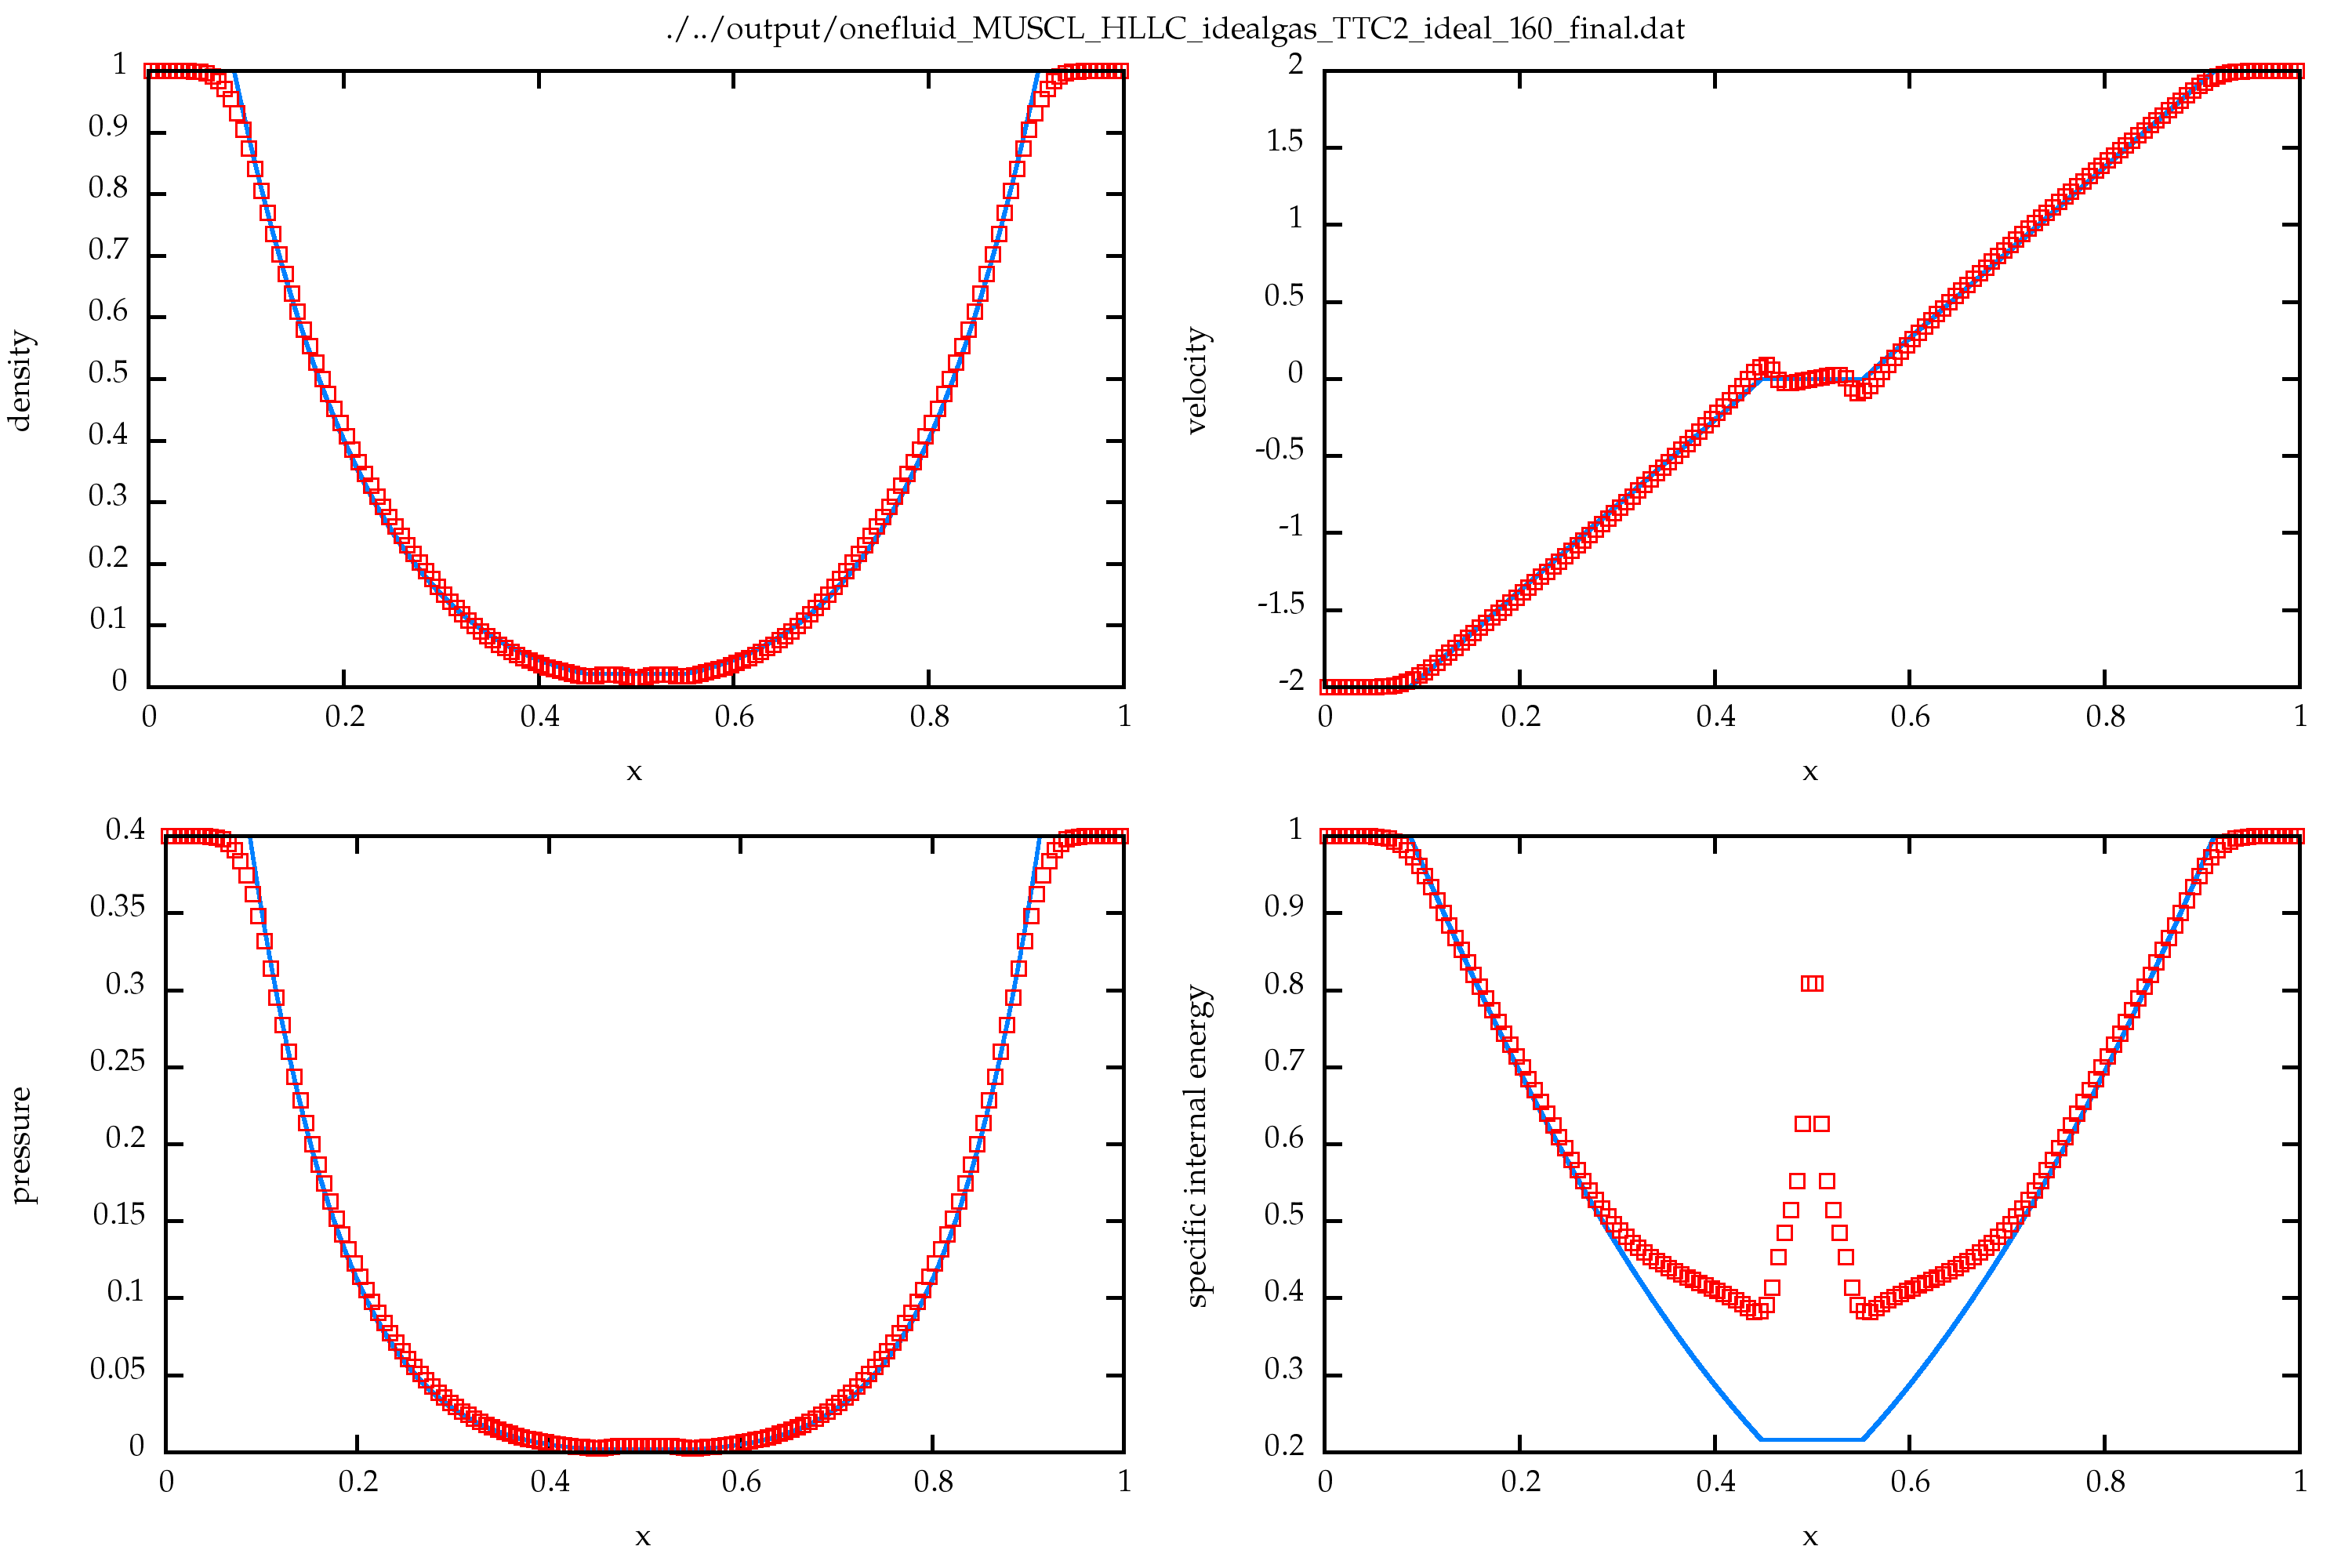 ./../output/onefluid_MUSCL_HLLC_idealgas_TTC2_ideal_160_final.dat
density
1
0.9
0.8
0.7
0.6
0.5
0.4
0.3
0.2
0.1
0
0 0.2 0.4 0.6 0.8 1
x
velocity
2
1.5
1
0.5
0
-0.5
-1
-1.5
-2
0 0.2 0.4 0.6 0.8 1
x
pressure
0.4
0.35
0.3
0.25
0.2
0.15
0.1
0.05
0
0 0.2 0.4 0.6 0.8 1
x
specific internal energy
1
0.9
0.8
0.7
0.6
0.5
0.4
0.3
0.2
0 0.2 0.4 0.6 0.8 1
x